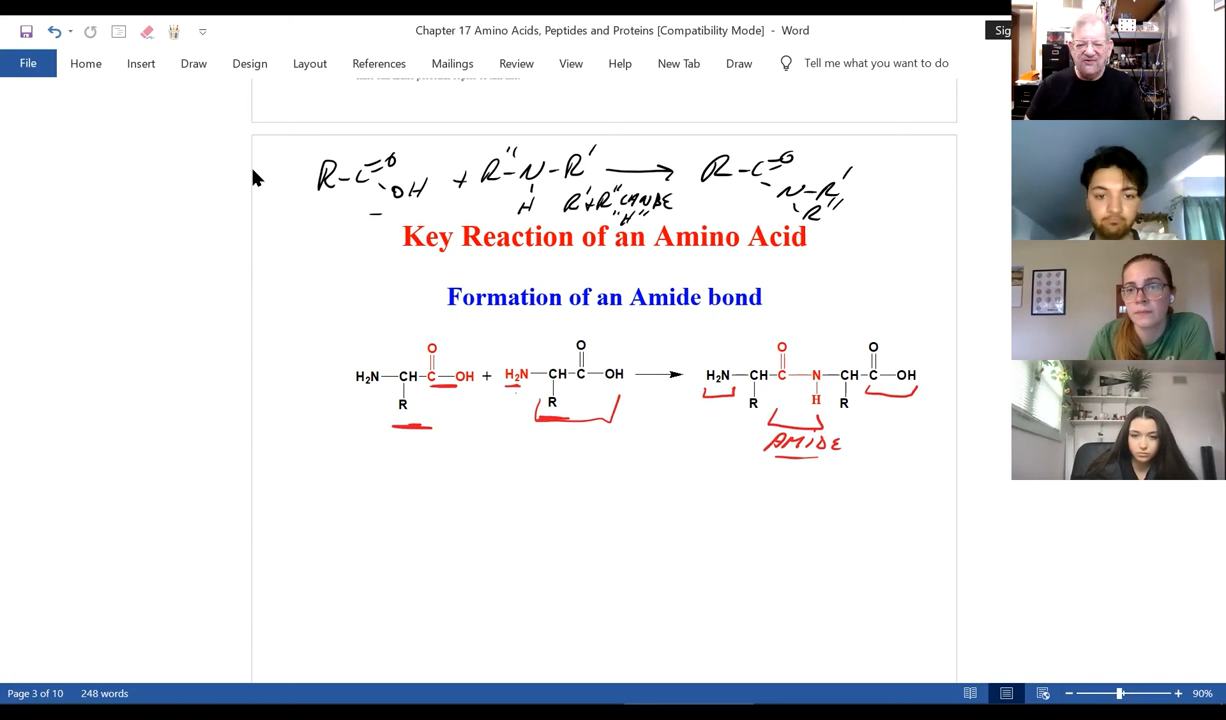 Chapter 17 Amino Acids, Peptides and Proteins [Compatibility Mode] - Word
Sig
File Home Insert Draw Design Layout References Mailings Review View Help New Tab Draw Tell me what you want to do
R-C=O OH + R''-N-R' H → R-C=O N-R' R''
R'+R'' CAN BE "H"
Key Reaction of an Amino Acid
Formation of an Amide bond
O O O O
H₂N—CH—C—OH + H₂N—CH—C—OH → H₂N—CH—C—N—CH—C—OH
R R R H R
AMIDE
Page 3 of 10 248 words 90%